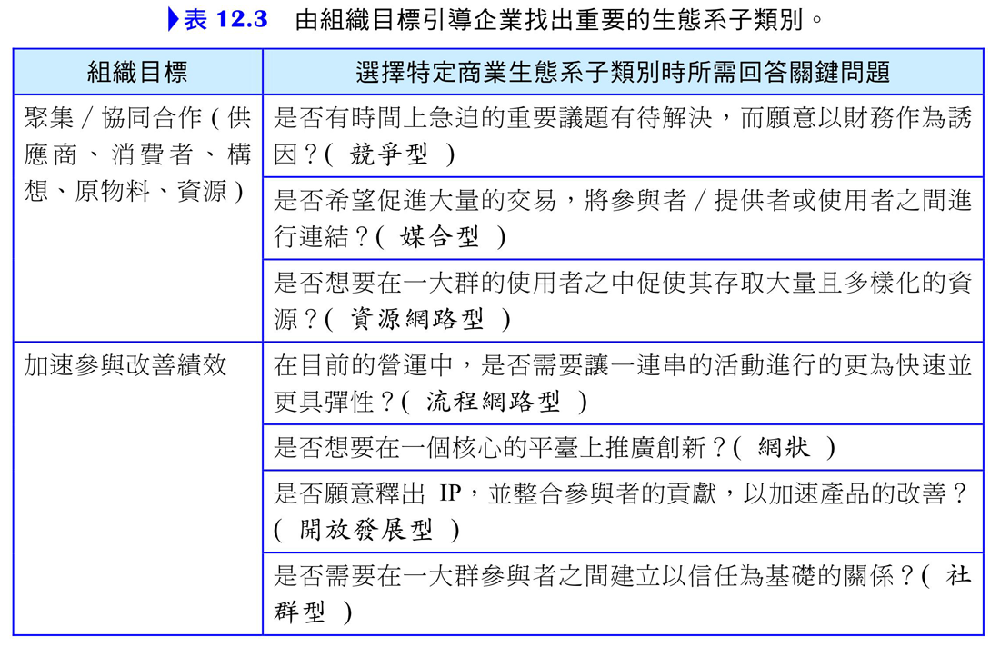 ▶表 12.3 由組織目標引導企業找出重要的生態系子類別。
組織目標
選擇特定商業生態系子類別時所需回答關鍵問題
聚集／協同合作 ( 供
應商、消費者、構
想、原物料、資源 )
是否有時間上急迫的重要議題有待解決，而願意以財務作為誘
因？( 競爭型 )
是否希望促進大量的交易，將參與者／提供者或使用者之間進
行連結？( 媒合型 )
是否想要在一大群的使用者之中促使其存取大量且多樣化的資
源？( 資源網路型 )
加速參與改善績效
在目前的營運中，是否需要讓一連串的活動進行的更為快速並
更具彈性？( 流程網路型 )
是否想要在一個核心的平臺上推廣創新？( 網狀 )
是否願意釋出 IP，並整合參與者的貢獻，以加速產品的改善？
( 開放發展型 )
是否需要在一大群參與者之間建立以信任為基礎的關係？( 社
群型 )